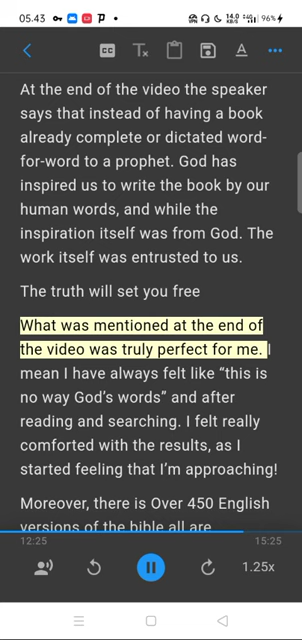 05.43
14.0
KB/S
96%
CC
At the end of the video the speaker
says that instead of having a book
already complete or dictated word-
for-word to a prophet. God has
inspired us to write the book by our
human words, and while the
inspiration itself was from God. The
work itself was entrusted to us.
The truth will set you free
What was mentioned at the end of
the video was truly perfect for me. I
mean I have always felt like “this is
no way God’s words” and after
reading and searching. I felt really
comforted with the results, as I
started feeling that I’m approaching!
Moreover, there is Over 450 English
versions of the bible all are
12:25
15:25
1.25x